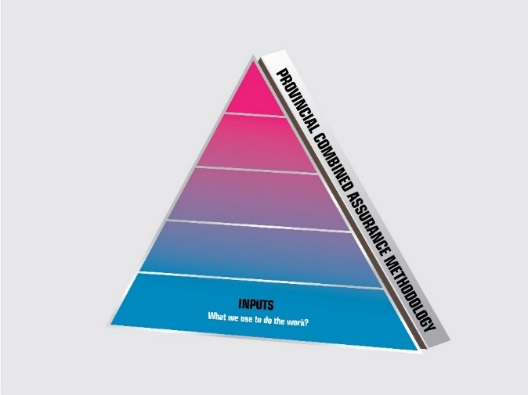 PROVINCIAL COMBINED ASSURANCE METHODOLOGY
INPUTS
What we use to do the work?